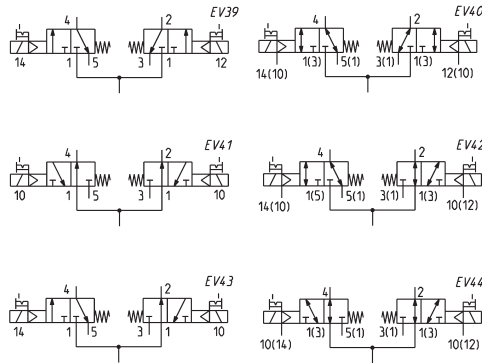 4 2 EV39
14 1 5 3 1 12
4 2 EV40
14(10) 1(3) 5(1) 3(1) 1(3) 12(10)
4 2 EV41
10 1 5 3 1 10
4 2 EV42
14(10) 1(5) 5(1) 3(1) 1(3) 10(12)
4 2 EV43
14 1 5 3 1 10
4 2 EV44
10(14) 1(3) 5(1) 3(1) 1(3) 10(12)